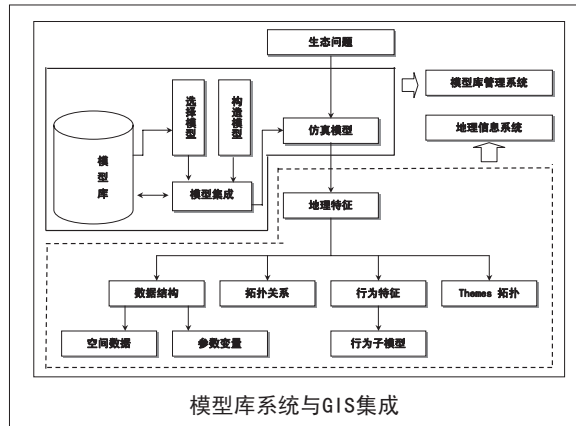 生态问题
模型库管理系统
选择模型
构造模型
仿真模型
地理信息系统
模型库
模型集成
地理特征
数据结构
拓扑关系
行为特征
Themes 拓扑
空间数据
参数变量
行为子模型
模型库系统与GIS集成